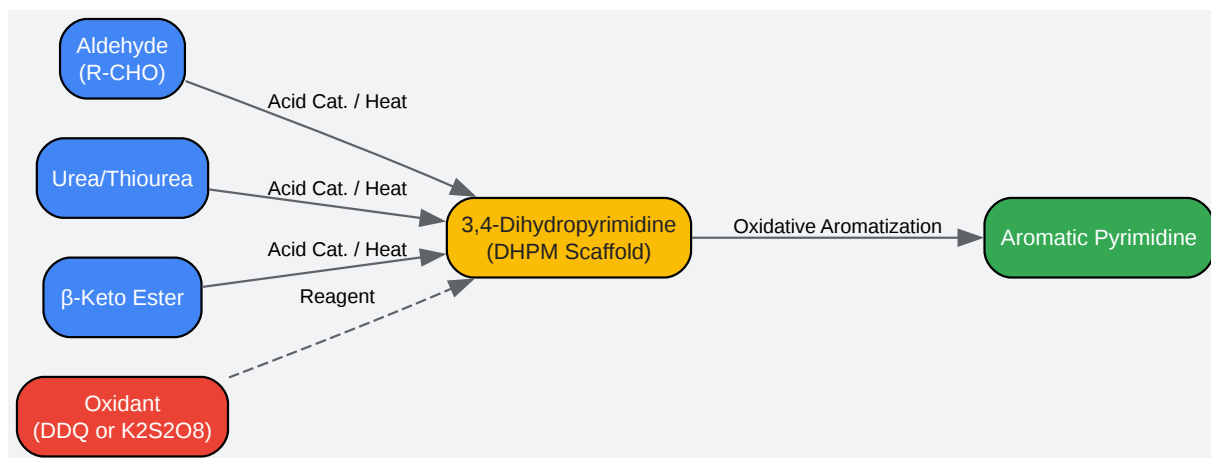 Aldehyde
(R-CHO)
Acid Cat. / Heat
Urea/Thiourea
Acid Cat. / Heat
3,4-Dihydropyrimidine
(DHPM Scaffold)
Oxidative Aromatization
Aromatic Pyrimidine
Acid Cat. / Heat
β-Keto Ester
Reagent
Oxidant
(DDQ or K2S2O8)